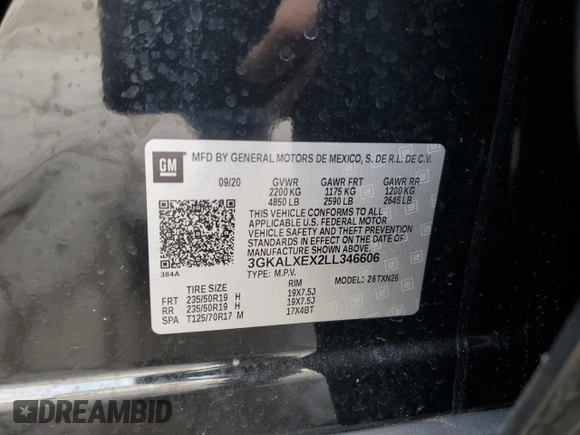 GM
MFD BY GENERAL MOTORS DE MEXICO, S. DE R.L. DE C.V.
09/20 GVWR GAWR FRT GAWR RR
2200 KG 1175 KG 1200 KG
4850 LB 2590 LB 2645 LB
THIS VEHICLE CONFORMS TO ALL
APPLICABLE U.S. FEDERAL MOTOR
VEHICLE SAFETY AND THEFT PREVENTION
STANDARDS IN EFFECT ON THE DATE OF
MANUFACTURE SHOWN ABOVE.
3GKALXEX2LL346606
384A
TYPE: M.P.V. MODEL: 26TXN26
TIRE SIZE RIM
FRT 235/50R19 H 19X7.5J
RR 235/50R19 H 19X7.5J
SPA T125/70R17 M 17X4BT
DREAMBID